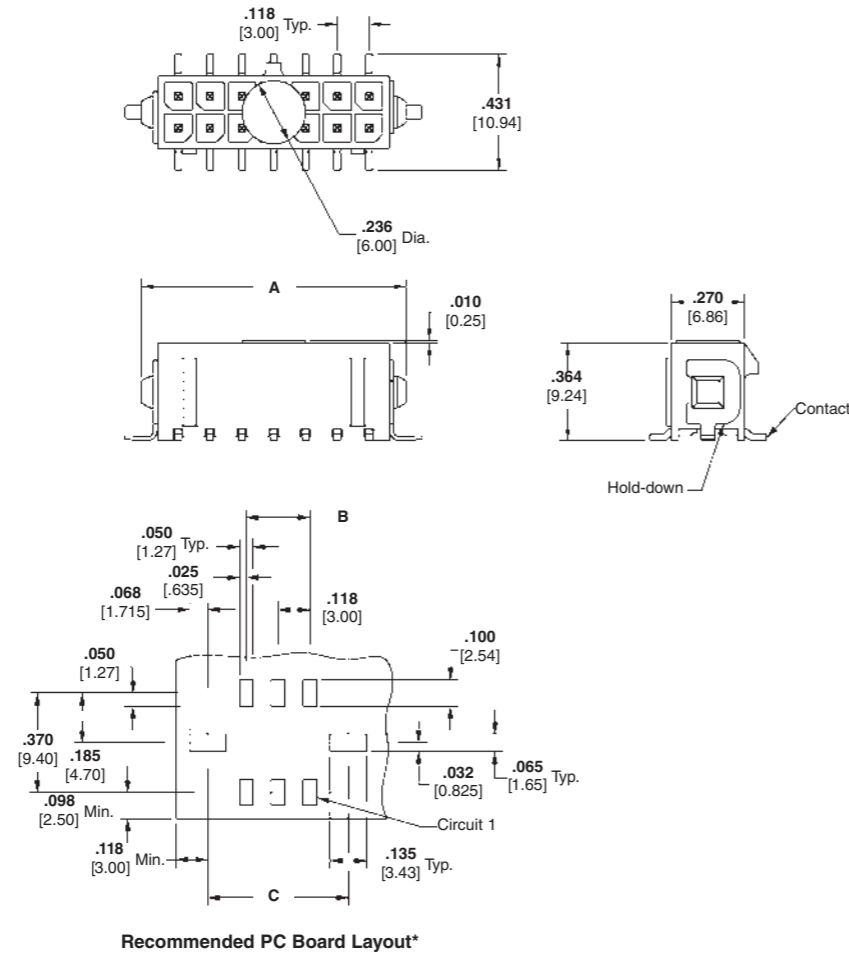 .118
[3.00] Typ.
.431
[10.94]
.236
[6.00] Dia.
A
.010
[0.25]
.270
[6.86]
.364
[9.24]
Contact
Hold-down
B
.050
[1.27] Typ.
.025
[.635]
.068
[1.715]
.118
[3.00]
.100
[2.54]
.050
[1.27]
.370
[9.40]
.185
[4.70]
.032
[0.825]
.065
[1.65] Typ.
.098
[2.50] Min.
Circuit 1
.118
[3.00] Min.
.135
[3.43] Typ.
C
Recommended PC Board Layout*